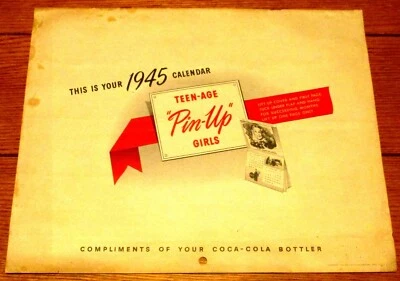 THIS IS YOUR 1945 CALENDAR
TEEN-AGE
"Pin-Up"
GIRLS
COMPLIMENTS OF YOUR COCA-COLA BOTTLER